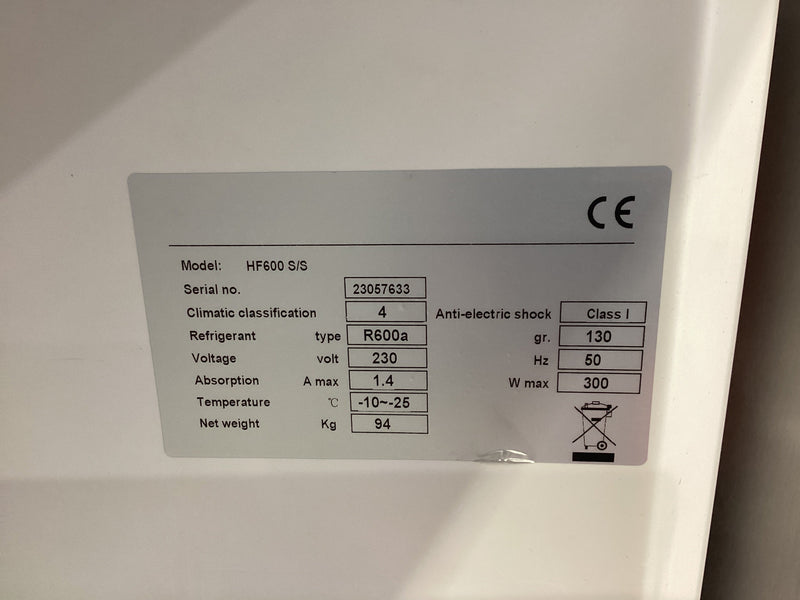 CE
Model: HF600 S/S
Serial no. 23057633
Climatic classification 4 Anti-electric shock Class I
Refrigerant type R600a gr. 130
Voltage volt 230 Hz 50
Absorption A max 1.4 W max 300
Temperature ℃ -10~-25
Net weight Kg 94